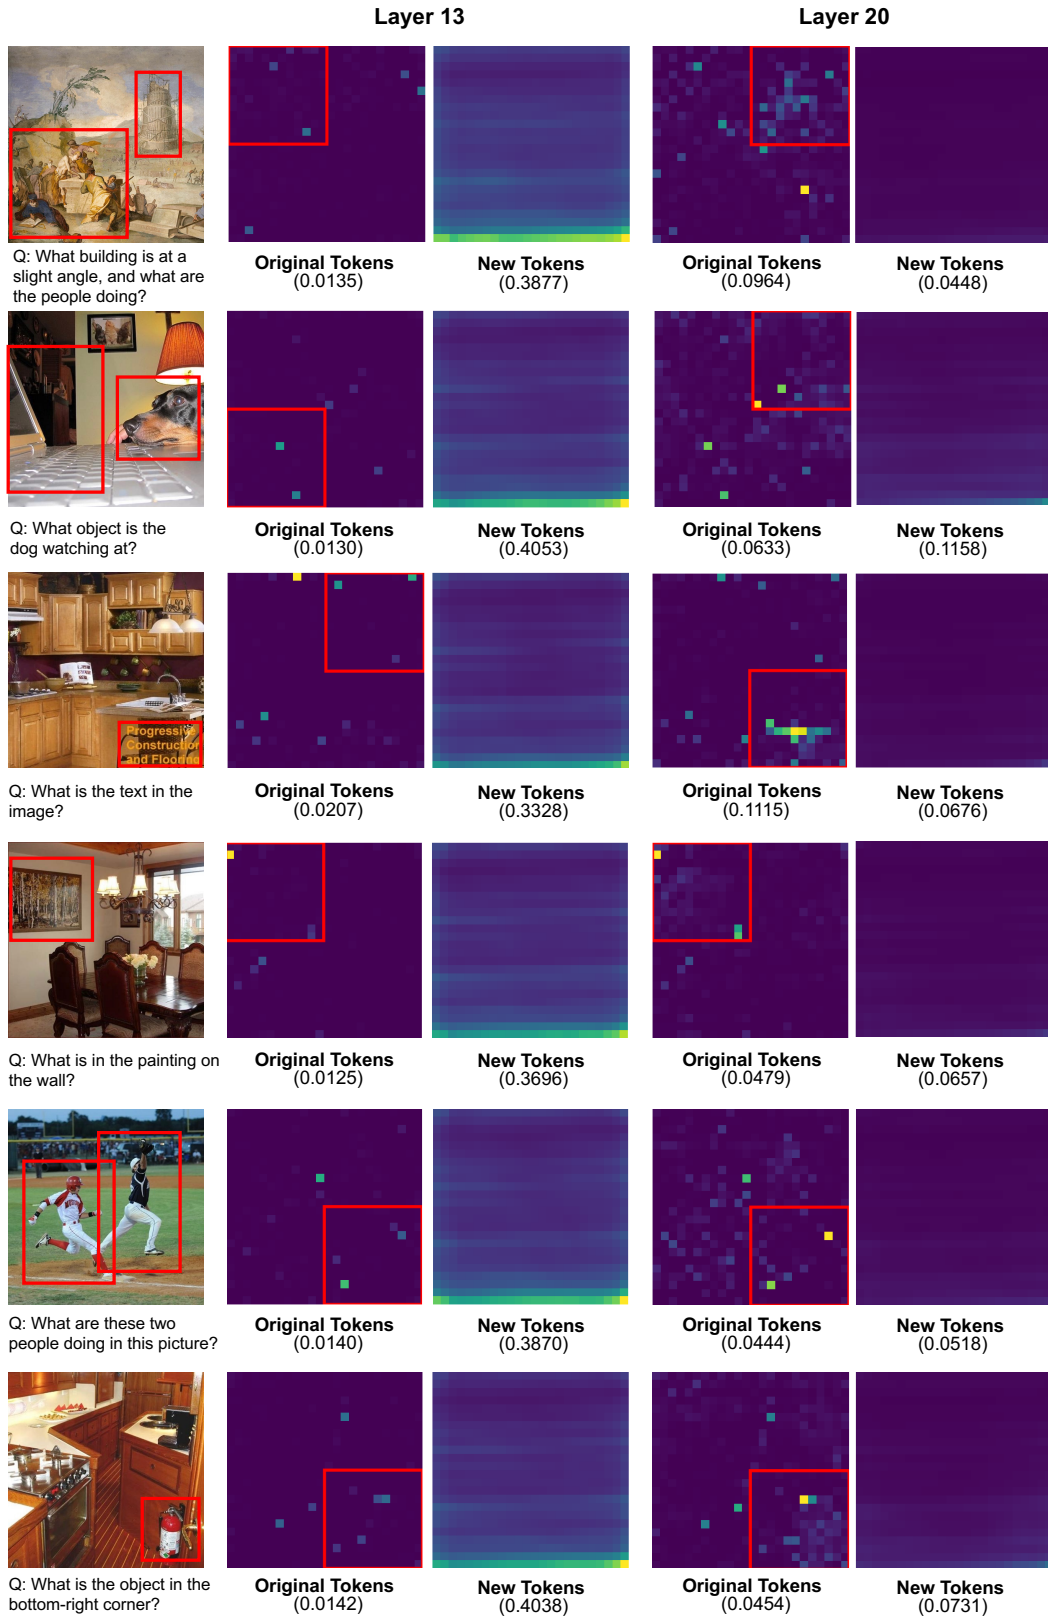 Layer 13
Layer 20
Original Tokens
(0.0135)
New Tokens
(0.3877)
Original Tokens
(0.0964)
New Tokens
(0.0448)
Q: What building is at a
slight angle, and what are
the people doing?
Original Tokens
(0.0130)
New Tokens
(0.4053)
Original Tokens
(0.0633)
New Tokens
(0.1158)
Q: What object is the
dog watching at?
Progressive
Construction
and Flooring
Original Tokens
(0.0207)
New Tokens
(0.3328)
Original Tokens
(0.1115)
New Tokens
(0.0676)
Q: What is the text in the
image?
Original Tokens
(0.0125)
New Tokens
(0.3696)
Original Tokens
(0.0479)
New Tokens
(0.0657)
Q: What is in the painting on
the wall?
Original Tokens
(0.0140)
New Tokens
(0.3870)
Original Tokens
(0.0444)
New Tokens
(0.0518)
Q: What are these two
people doing in this picture?
Original Tokens
(0.0142)
New Tokens
(0.4038)
Original Tokens
(0.0454)
New Tokens
(0.0731)
Q: What is the object in the
bottom-right corner?